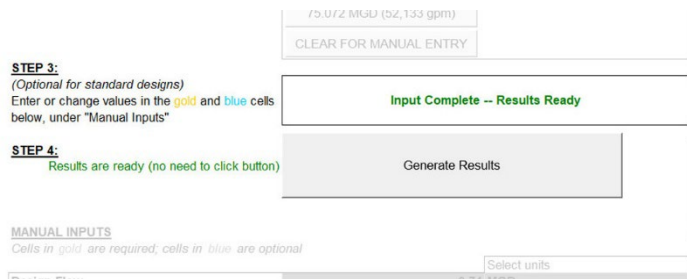 75.072 MGD (52,133 gpm)
CLEAR FOR MANUAL ENTRY
STEP 3:
(Optional for standard designs)
Enter or change values in the gold and blue cells
below, under "Manual Inputs"
Input Complete -- Results Ready
STEP 4:
Results are ready (no need to click button)
Generate Results
MANUAL INPUTS
Cells in gold are required; cells in blue are optional
Select units